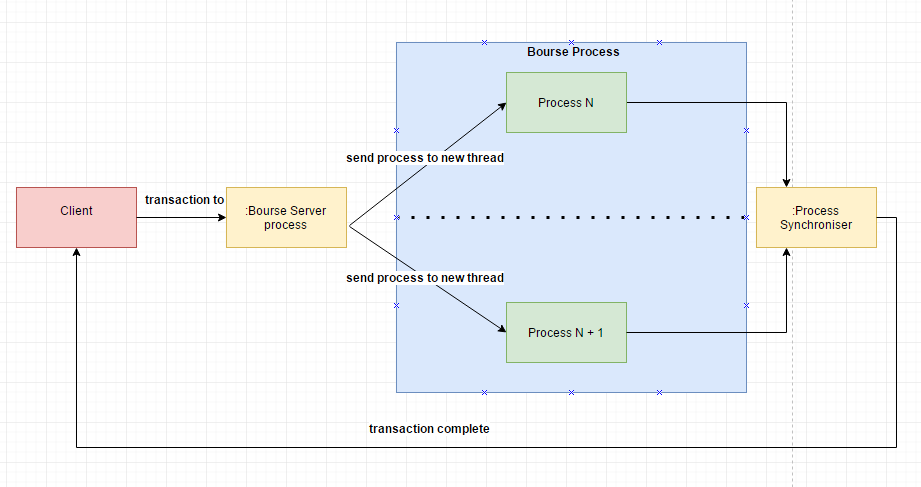 Bourse Process
Process N
send process to new thread
Client
transaction to
:Bourse Server
process
:Process
Synchroniser
send process to new thread
Process N + 1
transaction complete